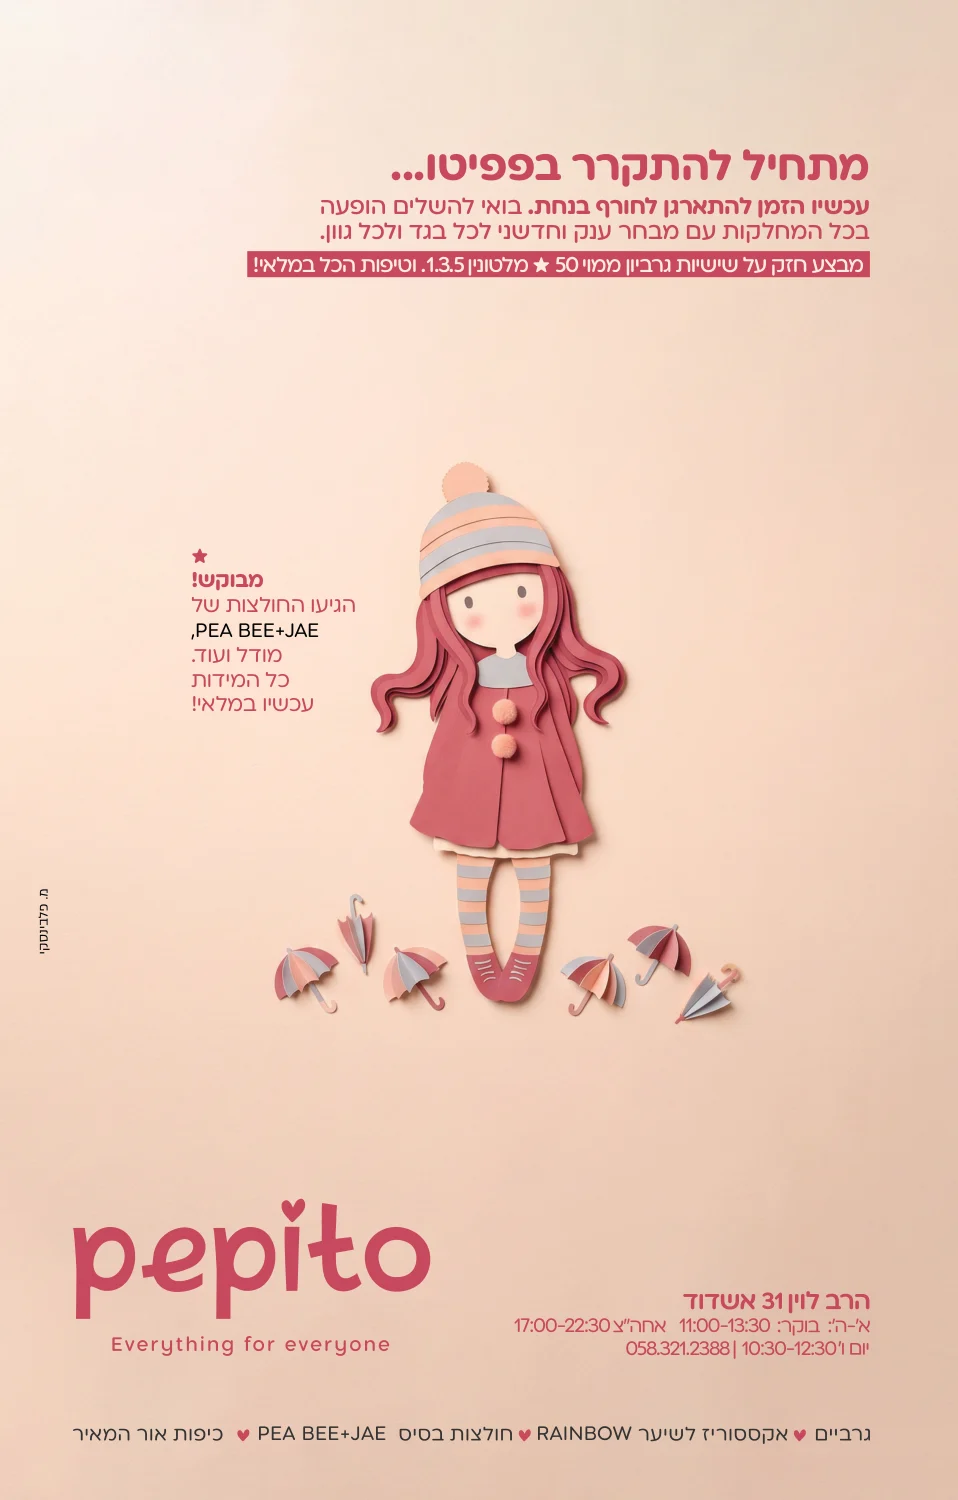 מתחיל להתקרר בפפיטו...
עכשיו הזמן להתארגן לחורף בנחת. בואי להשלים הופעה
בכל המחלקות עם מבחר ענק וחדשני לכל בגד ולכל גוון.
מבצע חזק על שישיות גרביון ממוי 50 ★ מלטונין 1.3.5. וטיפות הכל במלאי!
★
מבוקש!
הגיעו החולצות של
PEA BEE+JAE,
מודל ועוד.
כל המידות
עכשיו במלאי!
מ. פלבינסקי
pepito
Everything for everyone
הרב לוין 31 אשדוד
א'-ה': בוקר: 11:00-13:30 אחה"צ 17:00-22:30
יום ו' 10:30-12:30 | 058.321.2388
גרביים ♥ אקססוריז לשיער RAINBOW ♥ חולצות בסיס PEA BEE+JAE ♥ כיפות אור המאיר